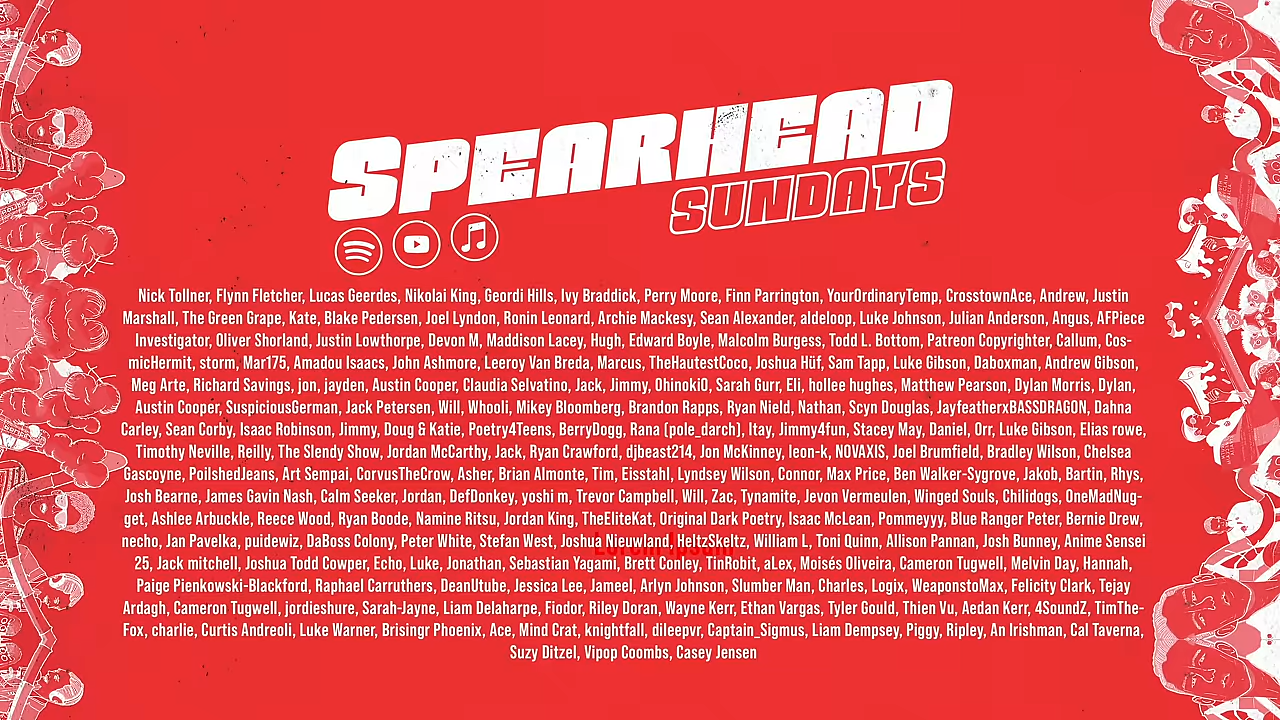 SPEARHEAD
SUNDAYS
Nick Tollner, Flynn Fletcher, Lucas Geerdes, Nikolai King, Geordi Hills, Ivy Braddick, Perry Moore, Finn Parrington, YourOrdinaryTemp, CrosstownAce, Andrew, Justin
Marshall, The Green Grape, Kate, Blake Pedersen, Joel Lyndon, Ronin Leonard, Archie Mackesy, Sean Alexander, aldeloop, Luke Johnson, Julian Anderson, Angus, AFPiece
Investigator, Oliver Shorland, Justin Lowthorpe, Devon M, Maddison Lacey, Hugh, Edward Boyle, Malcolm Burgess, Todd L. Bottom, Patreon Copyrighter, Callum, Cos-
micHermit, storm, Mar175, Amadou Isaacs, John Ashmore, Leeroy Van Breda, Marcus, TheHautestCoco, Joshua Hüf, Sam Tapp, Luke Gibson, Daboxman, Andrew Gibson,
Meg Arte, Richard Savings, jon, jayden, Austin Cooper, Claudia Selvatino, Jack, Jimmy, OhinokiO, Sarah Gurr, Eli, hollee hughes, Matthew Pearson, Dylan Morris, Dylan,
Austin Cooper, SuspiciousGerman, Jack Petersen, Will, Whooli, Mikey Bloomberg, Brandon Rapps, Ryan Nield, Nathan, Scyn Douglas, JayfeatherxBASSDRAGON, Dahna
Carley, Sean Corby, Isaac Robinson, Jimmy, Doug & Katie, Poetry4Teens, BerryDogg, Rana (pole_darch), Itay, Jimmy4fun, Stacey May, Daniel, Orr, Luke Gibson, Elias rowe,
Timothy Neville, Reilly, The Slendy Show, Jordan McCarthy, Jack, Ryan Crawford, djbeast214, Jon McKinney, leon-k, NOVAXIS, Joel Brumfield, Bradley Wilson, Chelsea
Gascoyne, PoilshedJeans, Art Sempai, CorvusTheCrow, Asher, Brian Almonte, Tim, Eisstahl, Lyndsey Wilson, Connor, Max Price, Ben Walker-Sygrove, Jakob, Bartin, Rhys,
Josh Bearne, James Gavin Nash, Calm Seeker, Jordan, DefDonkey, yoshi m, Trevor Campbell, Will, Zac, Tynamite, Jevon Vermeulen, Winged Souls, Chilidogs, OneMadNug-
get, Ashlee Arbuckle, Reece Wood, Ryan Boode, Namine Ritsu, Jordan King, TheEliteKat, Original Dark Poetry, Isaac McLean, Pommeyyy, Blue Ranger Peter, Bernie Drew,
necho, Jan Pavelka, puidewiz, DaBoss Colony, Peter White, Stefan West, Joshua Nieuwland, HeltzSkeltz, William L, Toni Quinn, Allison Pannan, Josh Bunney, Anime Sensei
Lorem Ipsum
25, Jack mitchell, Joshua Todd Cowper, Echo, Luke, Jonathan, Sebastian Yagami, Brett Conley, TinRobit, aLex, Moisés Oliveira, Cameron Tugwell, Melvin Day, Hannah,
Paige Pienkowski-Blackford, Raphael Carruthers, DeanUtube, Jessica Lee, Jameel, Arlyn Johnson, Slumber Man, Charles, Logix, WeaponstoMax, Felicity Clark, Tejay
Ardagh, Cameron Tugwell, jordieshure, Sarah-Jayne, Liam Delaharpe, Fiodor, Riley Doran, Wayne Kerr, Ethan Vargas, Tyler Gould, Thien Vu, Aedan Kerr, 4SoundZ, TimThe-
Fox, charlie, Curtis Andreoli, Luke Warner, Brisingr Phoenix, Ace, Mind Crat, knightfall, dileepvr, Captain_Sigmus, Liam Dempsey, Piggy, Ripley, An Irishman, Cal Taverna,
Suzy Ditzel, Vipop Coombs, Casey Jensen